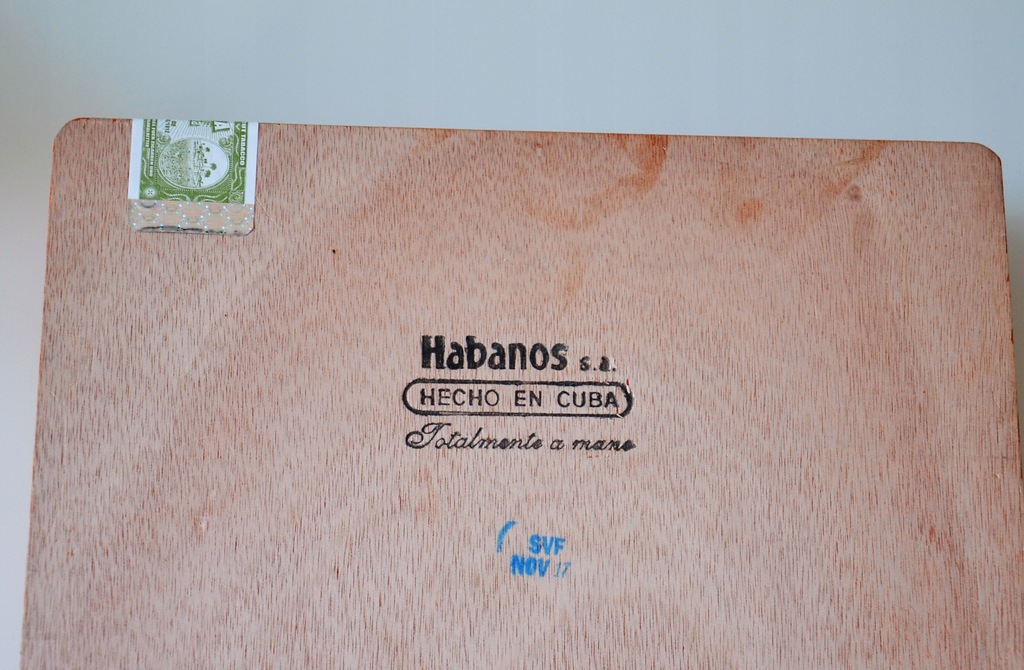 Habanos s.a.
HECHO EN CUBA
Totalmente a mano
SVF
NOV 17